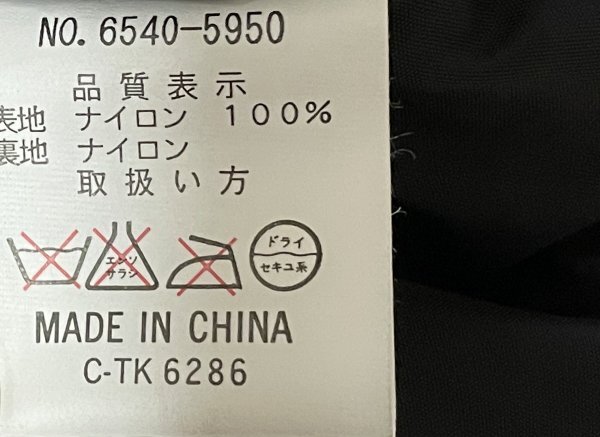 NO. 6540-5950
品質表示
表地 ナイロン 100%
裏地 ナイロン
取扱い方
エンソ
サラシ
ドライ
セキユ系
MADE IN CHINA
C-TK 6286